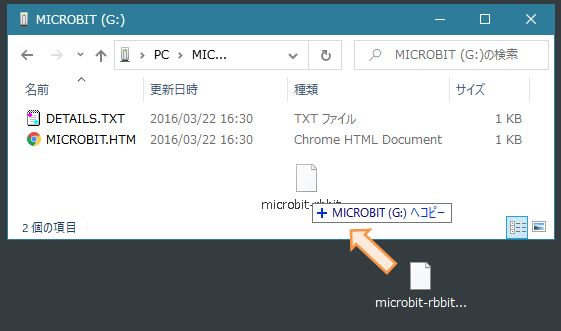 MICROBIT (G:)
PC MIC... MICROBIT (G:)の検索
名前 更新日時 種類 サイズ
DETAILS.TXT 2016/03/22 16:30 TXT ファイル 1 KB
MICROBIT.HTM 2016/03/22 16:30 Chrome HTML Document 1 KB
MICROBIT (G:) へコピー
2 個の項目
microbit-rbbit...